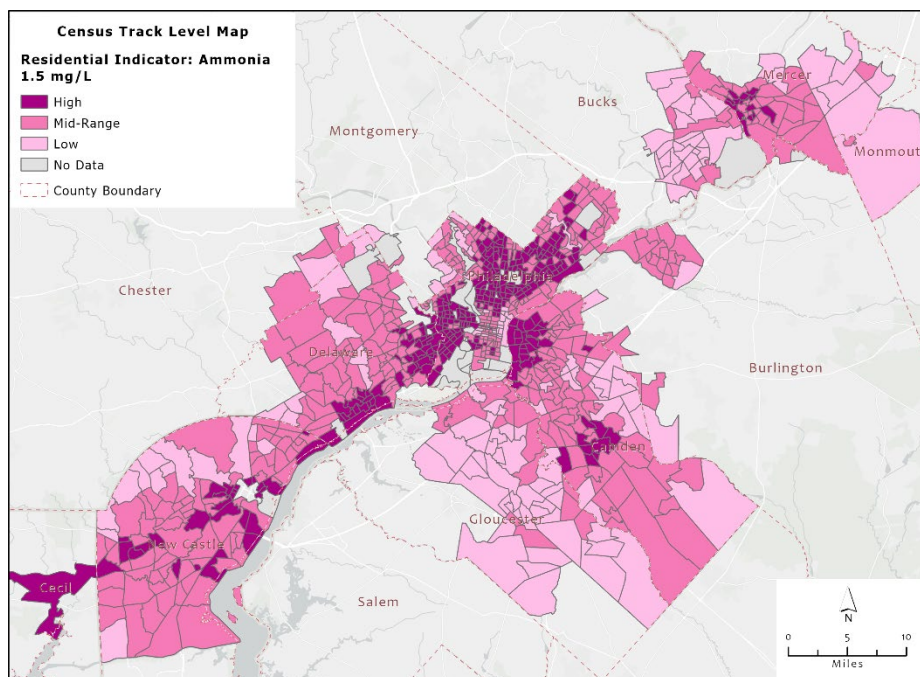 Census Track Level Map
Residential Indicator: Ammonia
1.5 mg/L
High
Mid-Range
Low
No Data
County Boundary
Mercer
Bucks
Montgomery
Monmout
Philadelphia
Chester
Delaware
Burlington
Camden
Gloucester
New Castle
Cecil
Salem
N
0 5 10
Miles